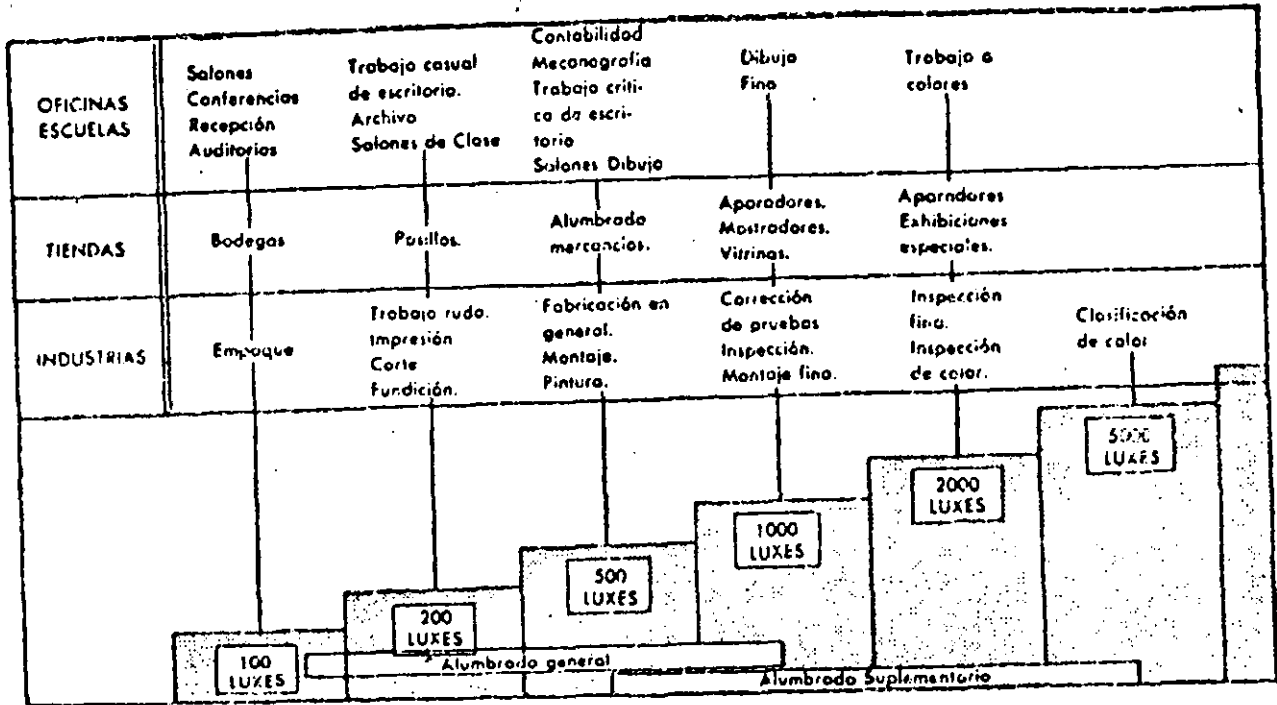 OFICINAS
ESCUELAS
Salones
Conferencias
Recepción
Auditorios
Trabajo casual
de escritorio.
Archivo
Salones de Clase
Contabilidad
Mecanografia
Trabajo críti-
co de escri-
torio
Salones Dibujo
Dibujo
Fino
Trabajo a
colores
TIENDAS
Bodegas
Pasillos.
Alumbrado
mercancias.
Aparadores.
Mostradores.
Vitrinas.
Aparadores
Exhibiciones
especiales.
INDUSTRIAS
Empaque
Trabajo rudo.
Impresión
Corte
Fundición.
Fabricación en
general.
Montaje.
Pintura.
Corrección
de pruebas
Inspección.
Montaje fino.
Inspección
fina.
Inspección
de color.
Clasificación
de color
100
LUXES
200
LUXES
500
LUXES
1000
LUXES
2000
LUXES
5000
LUXES
Alumbrado general
Alumbrado Suplementario